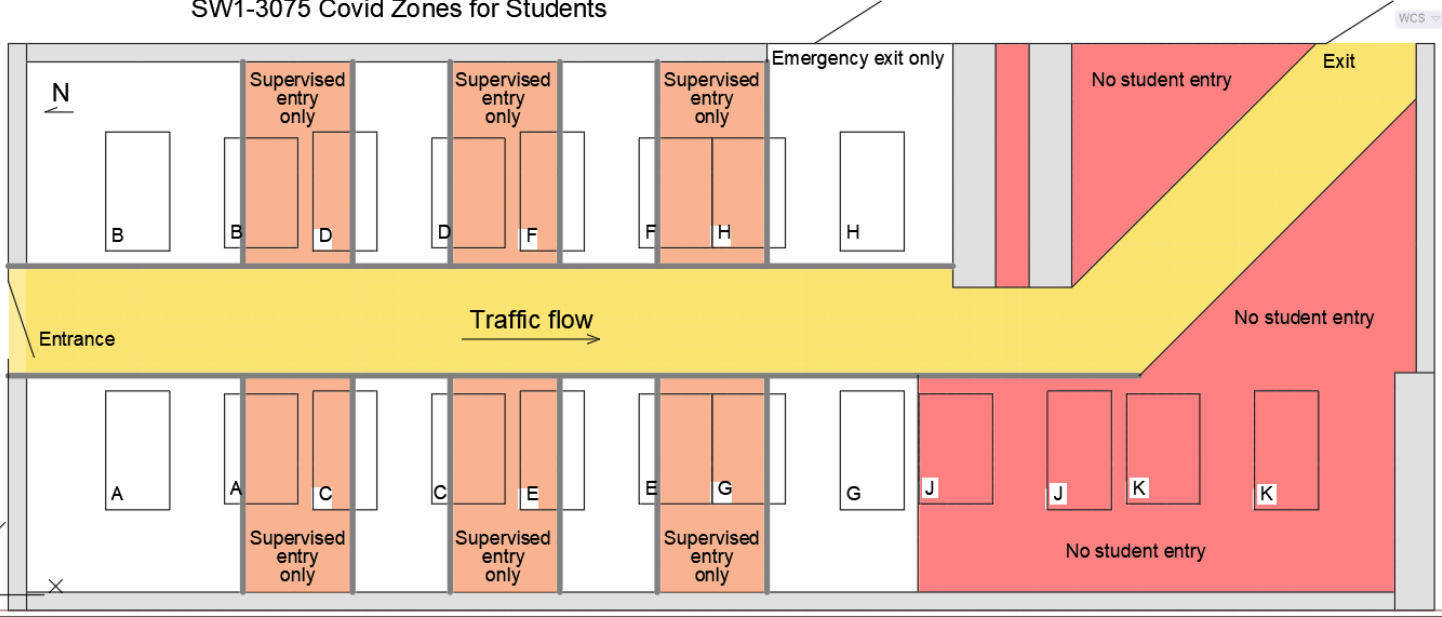 SW1-3075 Covid Zones for Students
WCS
Emergency exit only
Exit
Supervised
entry
only
Supervised
entry
only
Supervised
entry
only
No student entry
N
B
B
D
D
F
F
H
H
Traffic flow
No student entry
Entrance
A
A
C
C
E
E
G
G
J
J
K
K
Supervised
entry
only
Supervised
entry
only
Supervised
entry
only
No student entry